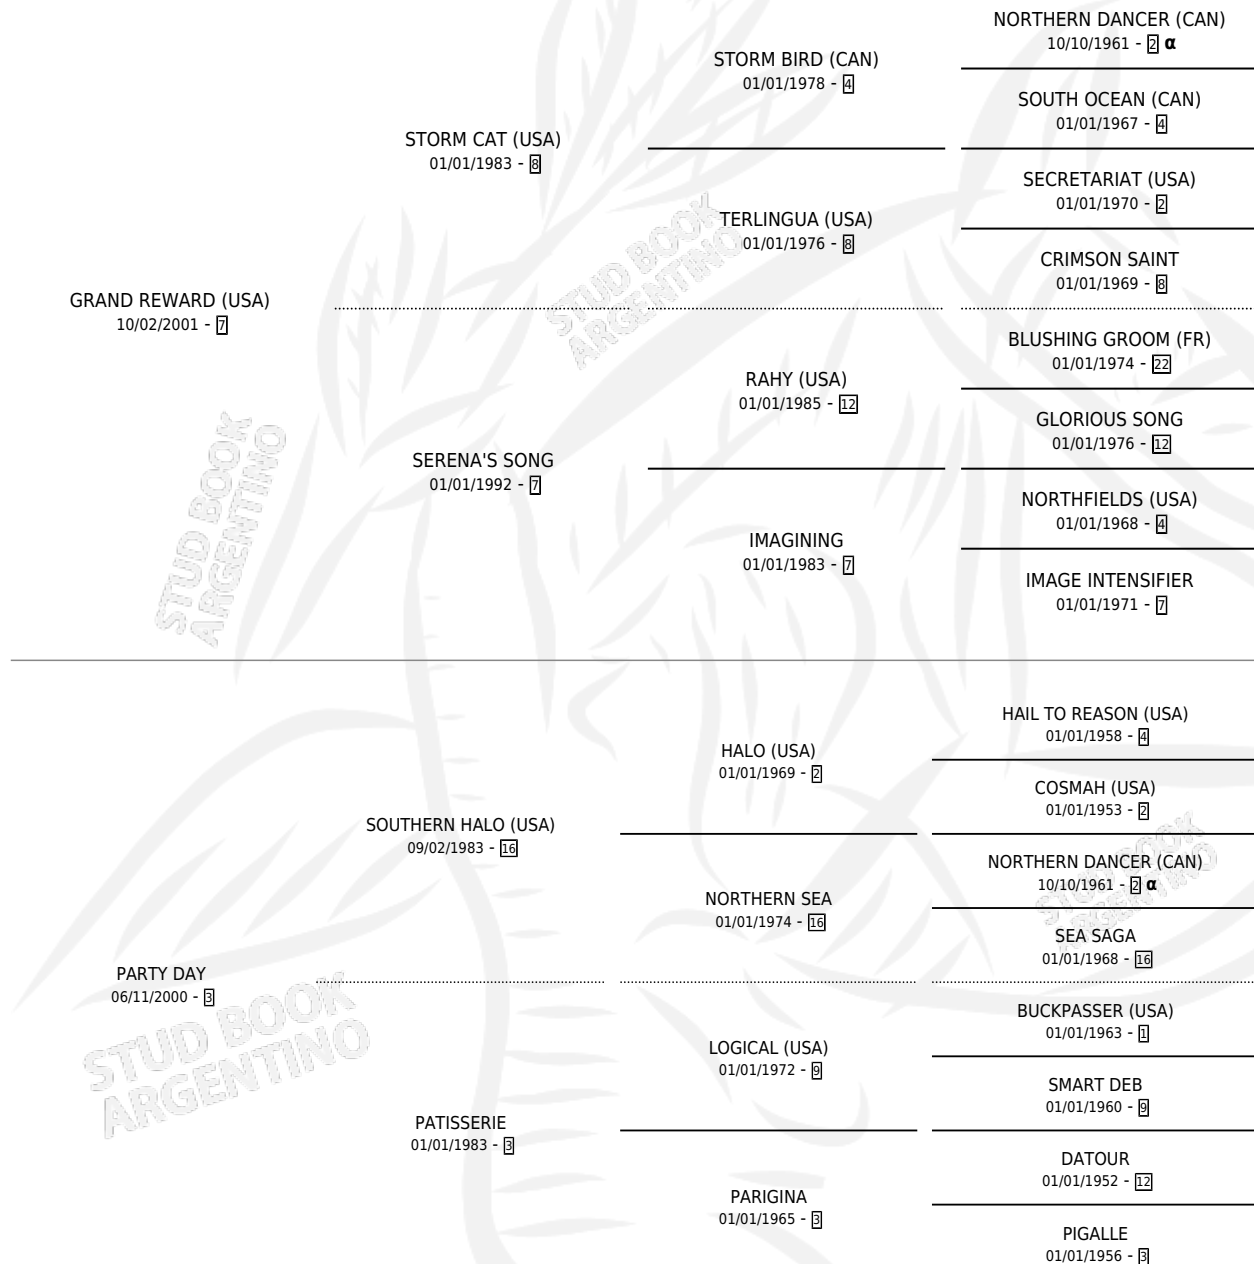 NORTHERN DANCER (CAN)
10/10/1961 - 2 α
STORM BIRD (CAN)
01/01/1978 - 4
SOUTH OCEAN (CAN)
01/01/1967 - 4
STORM CAT (USA)
01/01/1983 - 8
SECRETARIAT (USA)
01/01/1970 - 2
TERLINGUA (USA)
01/01/1976 - 8
CRIMSON SAINT
01/01/1969 - 8
GRAND REWARD (USA)
10/02/2001 - 7
BLUSHING GROOM (FR)
01/01/1974 - 22
RAHY (USA)
01/01/1985 - 12
GLORIOUS SONG
01/01/1976 - 12
SERENA'S SONG
01/01/1992 - 7
NORTHFIELDS (USA)
01/01/1968 - 4
IMAGINING
01/01/1983 - 7
IMAGE INTENSIFIER
01/01/1971 - 7
HAIL TO REASON (USA)
01/01/1958 - 4
HALO (USA)
01/01/1969 - 2
COSMAH (USA)
01/01/1953 - 2
SOUTHERN HALO (USA)
09/02/1983 - 16
NORTHERN DANCER (CAN)
10/10/1961 - 2 α
NORTHERN SEA
01/01/1974 - 16
SEA SAGA
01/01/1968 - 16
PARTY DAY
06/11/2000 - 3
BUCKPASSER (USA)
01/01/1963 - 1
LOGICAL (USA)
01/01/1972 - 9
SMART DEB
01/01/1960 - 9
PATISSERIE
01/01/1983 - 3
DATOUR
01/01/1952 - 12
PARIGINA
01/01/1965 - 3
PIGALLE
01/01/1956 - 3
STUD BOOK
ARGENTINO
STUD BOOK
ARGENTINO
STUD BOOK
ARGENTINO
STUD BOOK
ARGENTINO